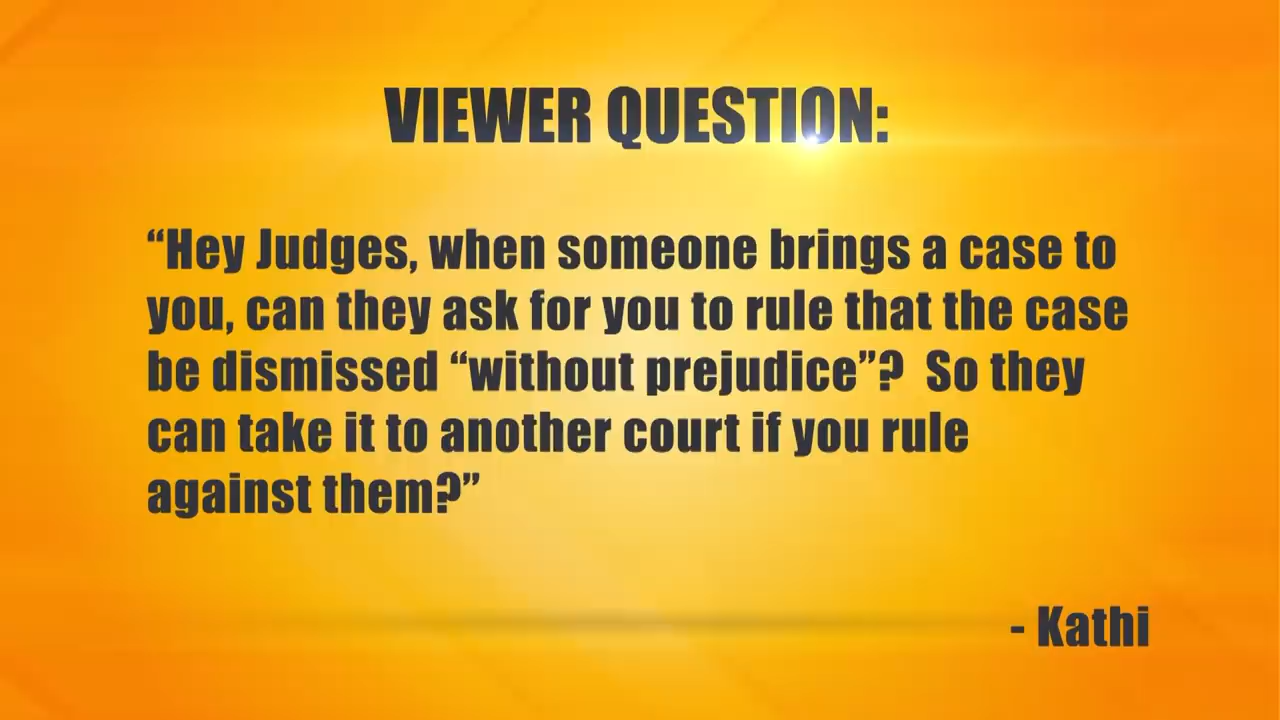 VIEWER QUESTION:
“Hey Judges, when someone brings a case to
you, can they ask for you to rule that the case
be dismissed “without prejudice”?  So they
can take it to another court if you rule
against them?”
- Kathi